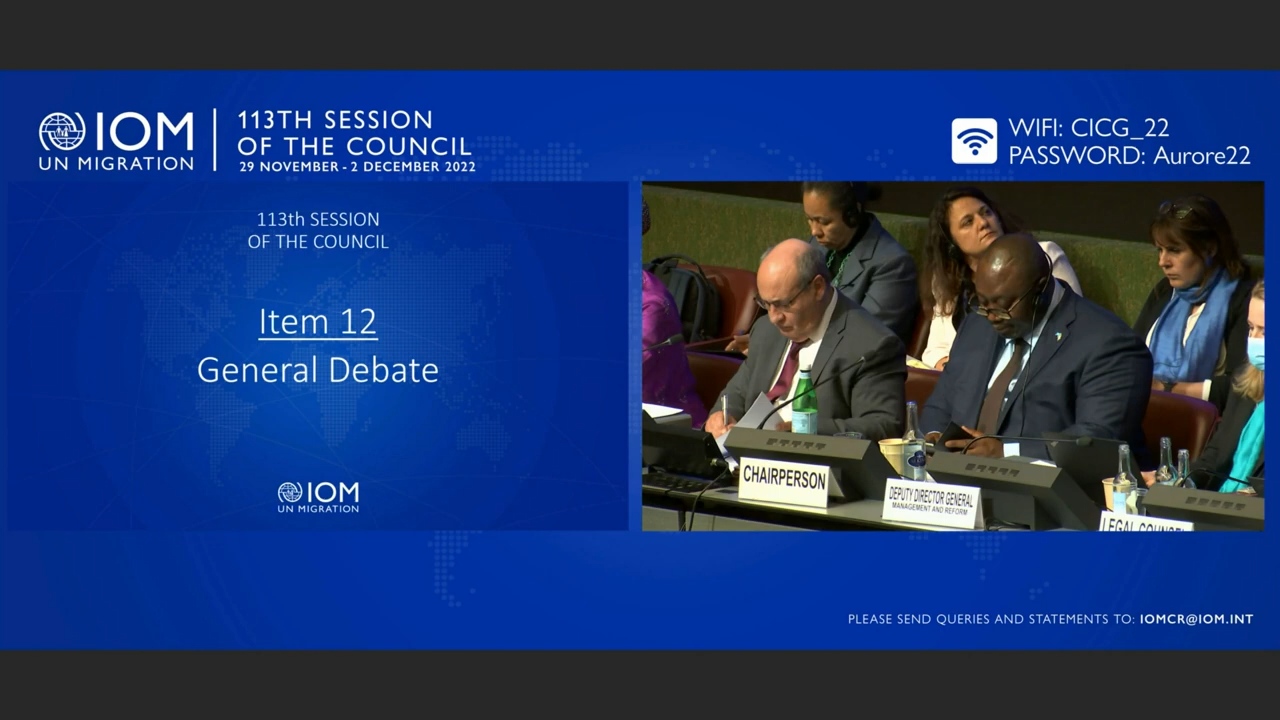 IOM
UN MIGRATION
113TH SESSION
OF THE COUNCIL
29 NOVEMBER - 2 DECEMBER 2022
WIFI: CICG_22
PASSWORD: Aurore22
113th SESSION
OF THE COUNCIL
Item 12
General Debate
IOM
UN MIGRATION
CHAIRPERSON
DEPUTY DIRECTOR GENERAL
MANAGEMENT AND REFORM
LEGAL COUNSEL
PLEASE SEND QUERIES AND STATEMENTS TO: IOMCR@IOM.INT